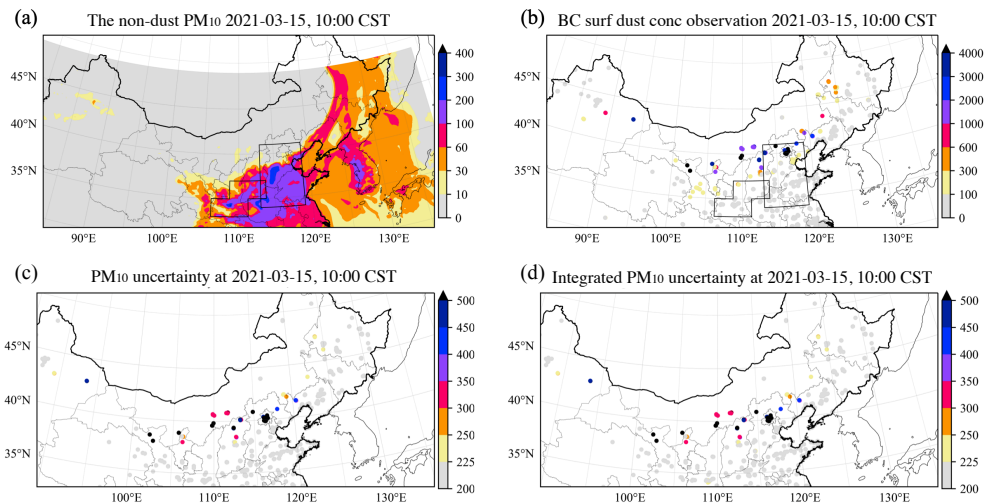 (a) The non-dust PM₁₀ 2021-03-15, 10:00 CST
45°N
40°N
35°N
90°E 100°E 110°E 120°E 130°E
400
300
200
100
60
30
10
0
(b) BC surf dust conc observation 2021-03-15, 10:00 CST
45°N
40°N
35°N
90°E 100°E 110°E 120°E 130°E
4000
3000
2000
1000
600
300
100
0
(c) PM₁₀ uncertainty at 2021-03-15, 10:00 CST
45°N
40°N
35°N
100°E 110°E 120°E 130°E
500
450
400
350
300
250
225
200
(d) Integrated PM₁₀ uncertainty at 2021-03-15, 10:00 CST
45°N
40°N
35°N
100°E 110°E 120°E 130°E
500
450
400
350
300
250
225
200